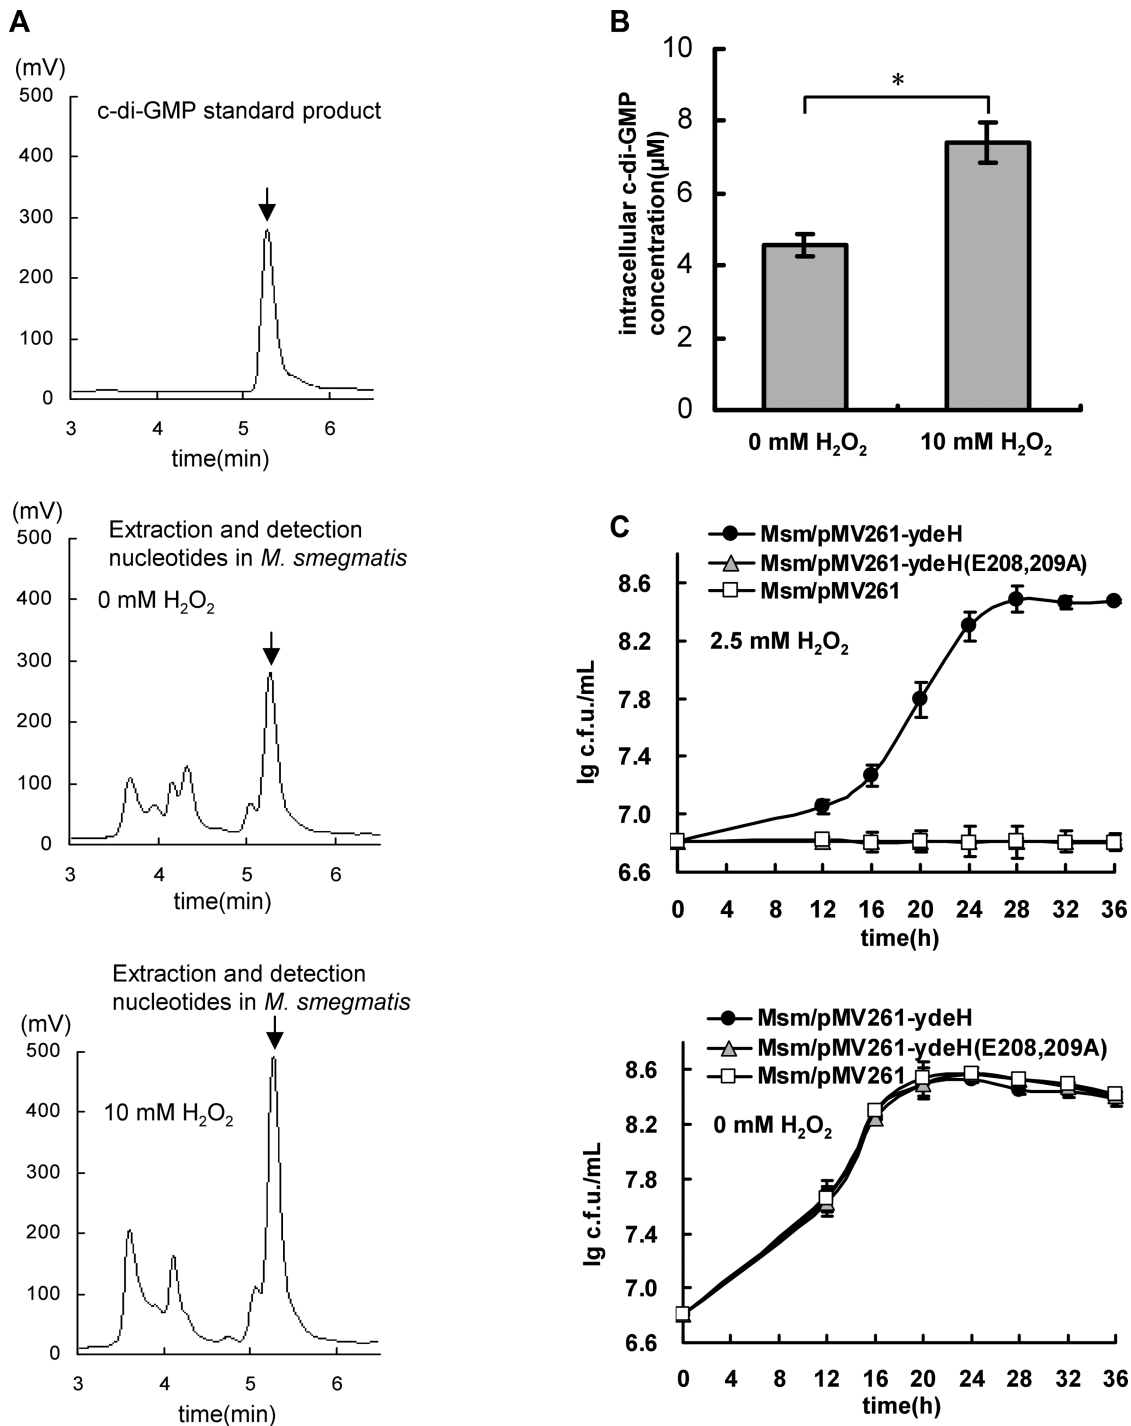 A
(mV)
500
c-di-GMP standard product
400
300
200
100
0
3 4 5 6
time(min)
(mV)
500
Extraction and detection
nucleotides in M. smegmatis
400
0 mM H₂O₂
300
200
100
0
3 4 5 6
time(min)
Extraction and detection
nucleotides in M. smegmatis
(mV)
500
10 mM H₂O₂
400
300
200
100
0
3 4 5 6
time(min)
B
intracellular c-di-GMP
concentration(μM)
10
8
6
4
2
0
*
0 mM H₂O₂ 10 mM H₂O₂
C
Msm/pMV261-ydeH
Msm/pMV261-ydeH(E208,209A)
Msm/pMV261
2.5 mM H₂O₂
lg c.f.u./mL
8.6
8.2
7.8
7.4
7.0
6.6
0 4 8 12 16 20 24 28 32 36
time(h)
Msm/pMV261-ydeH
Msm/pMV261-ydeH(E208,209A)
Msm/pMV261
0 mM H₂O₂
lg c.f.u./mL
8.6
8.2
7.8
7.4
7.0
6.6
0 4 8 12 16 20 24 28 32 36
time(h)